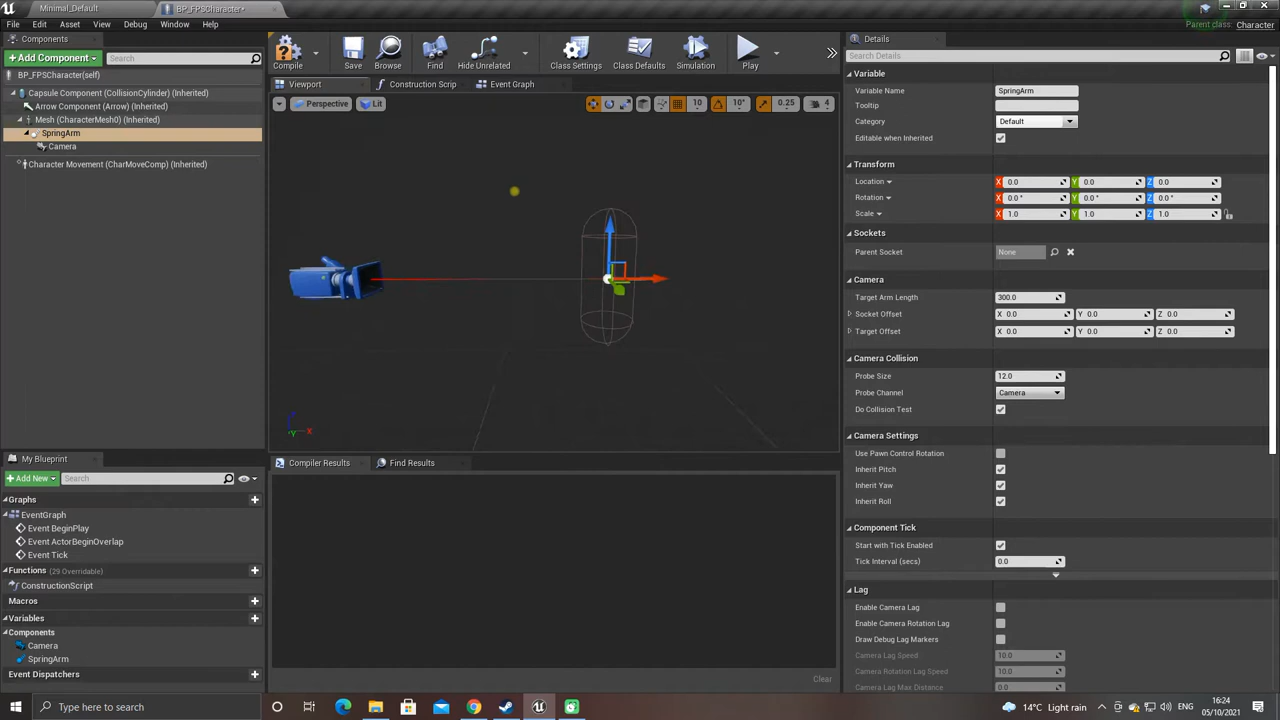 Minimal_Default
BP_FPSCharacter*
File Edit Asset View Debug Window Help
Parent class: Character
Components
+Add Component
Search
BP_FPSCharacter(self)
Capsule Component (CollisionCylinder) (Inherited)
Arrow Component (Arrow) (Inherited)
Mesh (CharacterMesh0) (Inherited)
SpringArm
Camera
Character Movement (CharMoveComp) (Inherited)
Compile
Save
Browse
Find
Hide Unrelated
Class Settings
Class Defaults
Simulation
Play
Viewport
Construction Scrip
Event Graph
Perspective
Lit
10
10°
0.25
4
Z
X
Y
My Blueprint
+Add New
Search
Graphs
EventGraph
Event BeginPlay
Event ActorBeginOverlap
Event Tick
Functions (29 Overridable)
ConstructionScript
Macros
Variables
Components
Camera
SpringArm
Event Dispatchers
Compiler Results
Find Results
Clear
Details
Search Details
Variable
Variable Name SpringArm
Tooltip
Category Default
Editable when Inherited
Transform
Location X 0.0 Y 0.0 Z 0.0
Rotation X 0.0 ° Y 0.0 ° Z 0.0 °
Scale X 1.0 Y 1.0 Z 1.0
Sockets
Parent Socket None
Camera
Target Arm Length 300.0
Socket Offset X 0.0 Y 0.0 Z 0.0
Target Offset X 0.0 Y 0.0 Z 0.0
Camera Collision
Probe Size 12.0
Probe Channel Camera
Do Collision Test
Camera Settings
Use Pawn Control Rotation
Inherit Pitch
Inherit Yaw
Inherit Roll
Component Tick
Start with Tick Enabled
Tick Interval (secs) 0.0
Lag
Enable Camera Lag
Enable Camera Rotation Lag
Draw Debug Lag Markers
Camera Lag Speed 10.0
Camera Rotation Lag Speed 10.0
Camera Lag Max Distance 0.0
Type here to search
14°C Light rain
16:24
05/10/2021